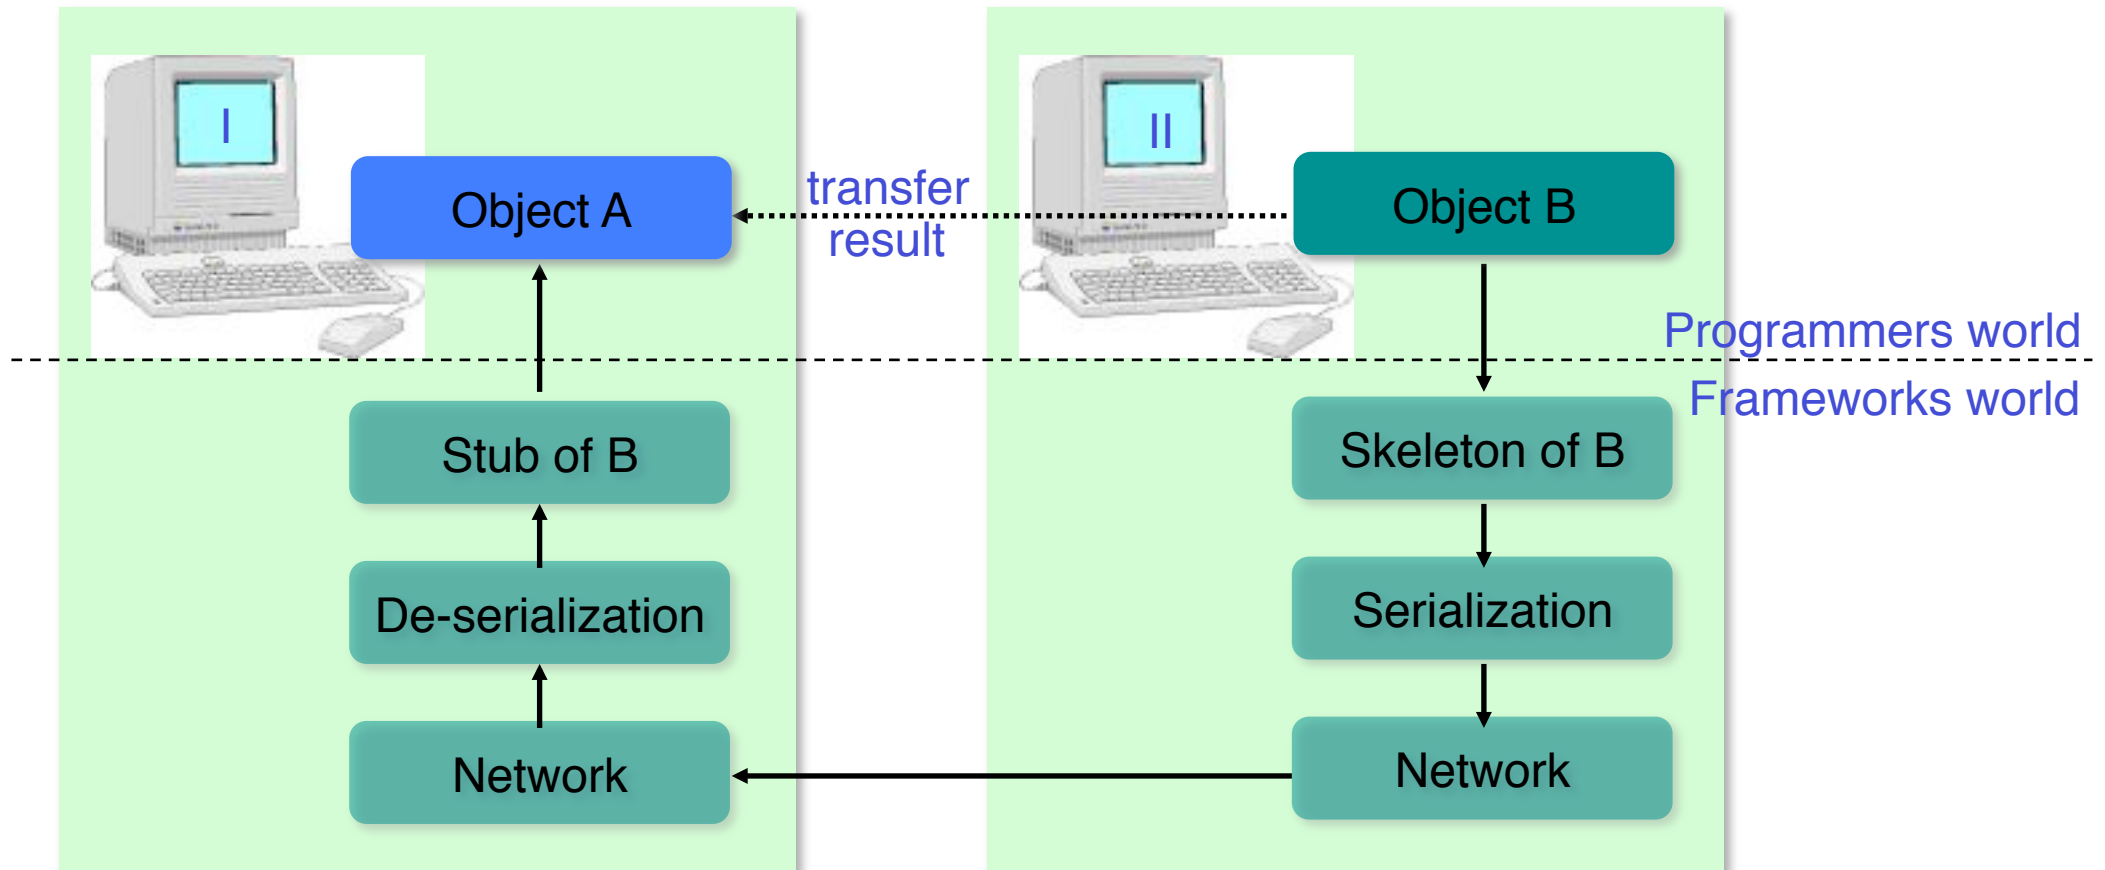 I
II
Object A
transfer
result
Object B
Programmers world
Frameworks world
Stub of B
Skeleton of B
De-serialization
Serialization
Network
Network